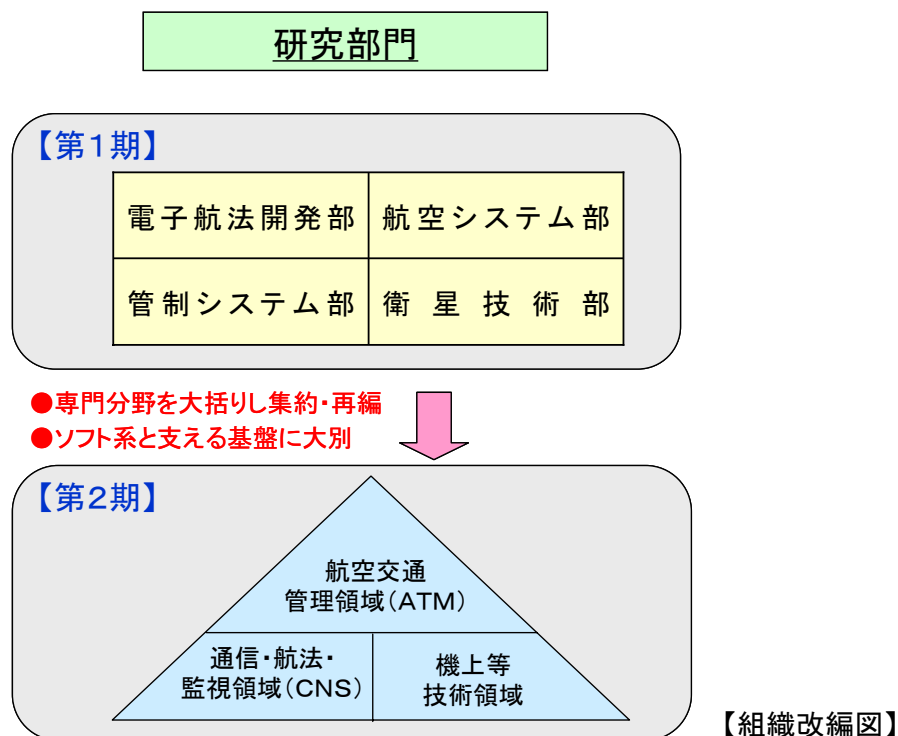 研究部門
【第1期】
電子航法開発部
航空システム部
管制システム部
衛星技術部
●専門分野を大括りし集約・再編
●ソフト系と支える基盤に大別
【第2期】
航空交通
管理領域(ATM)
通信・航法・
監視領域(CNS)
機上等
技術領域
【組織改編図】